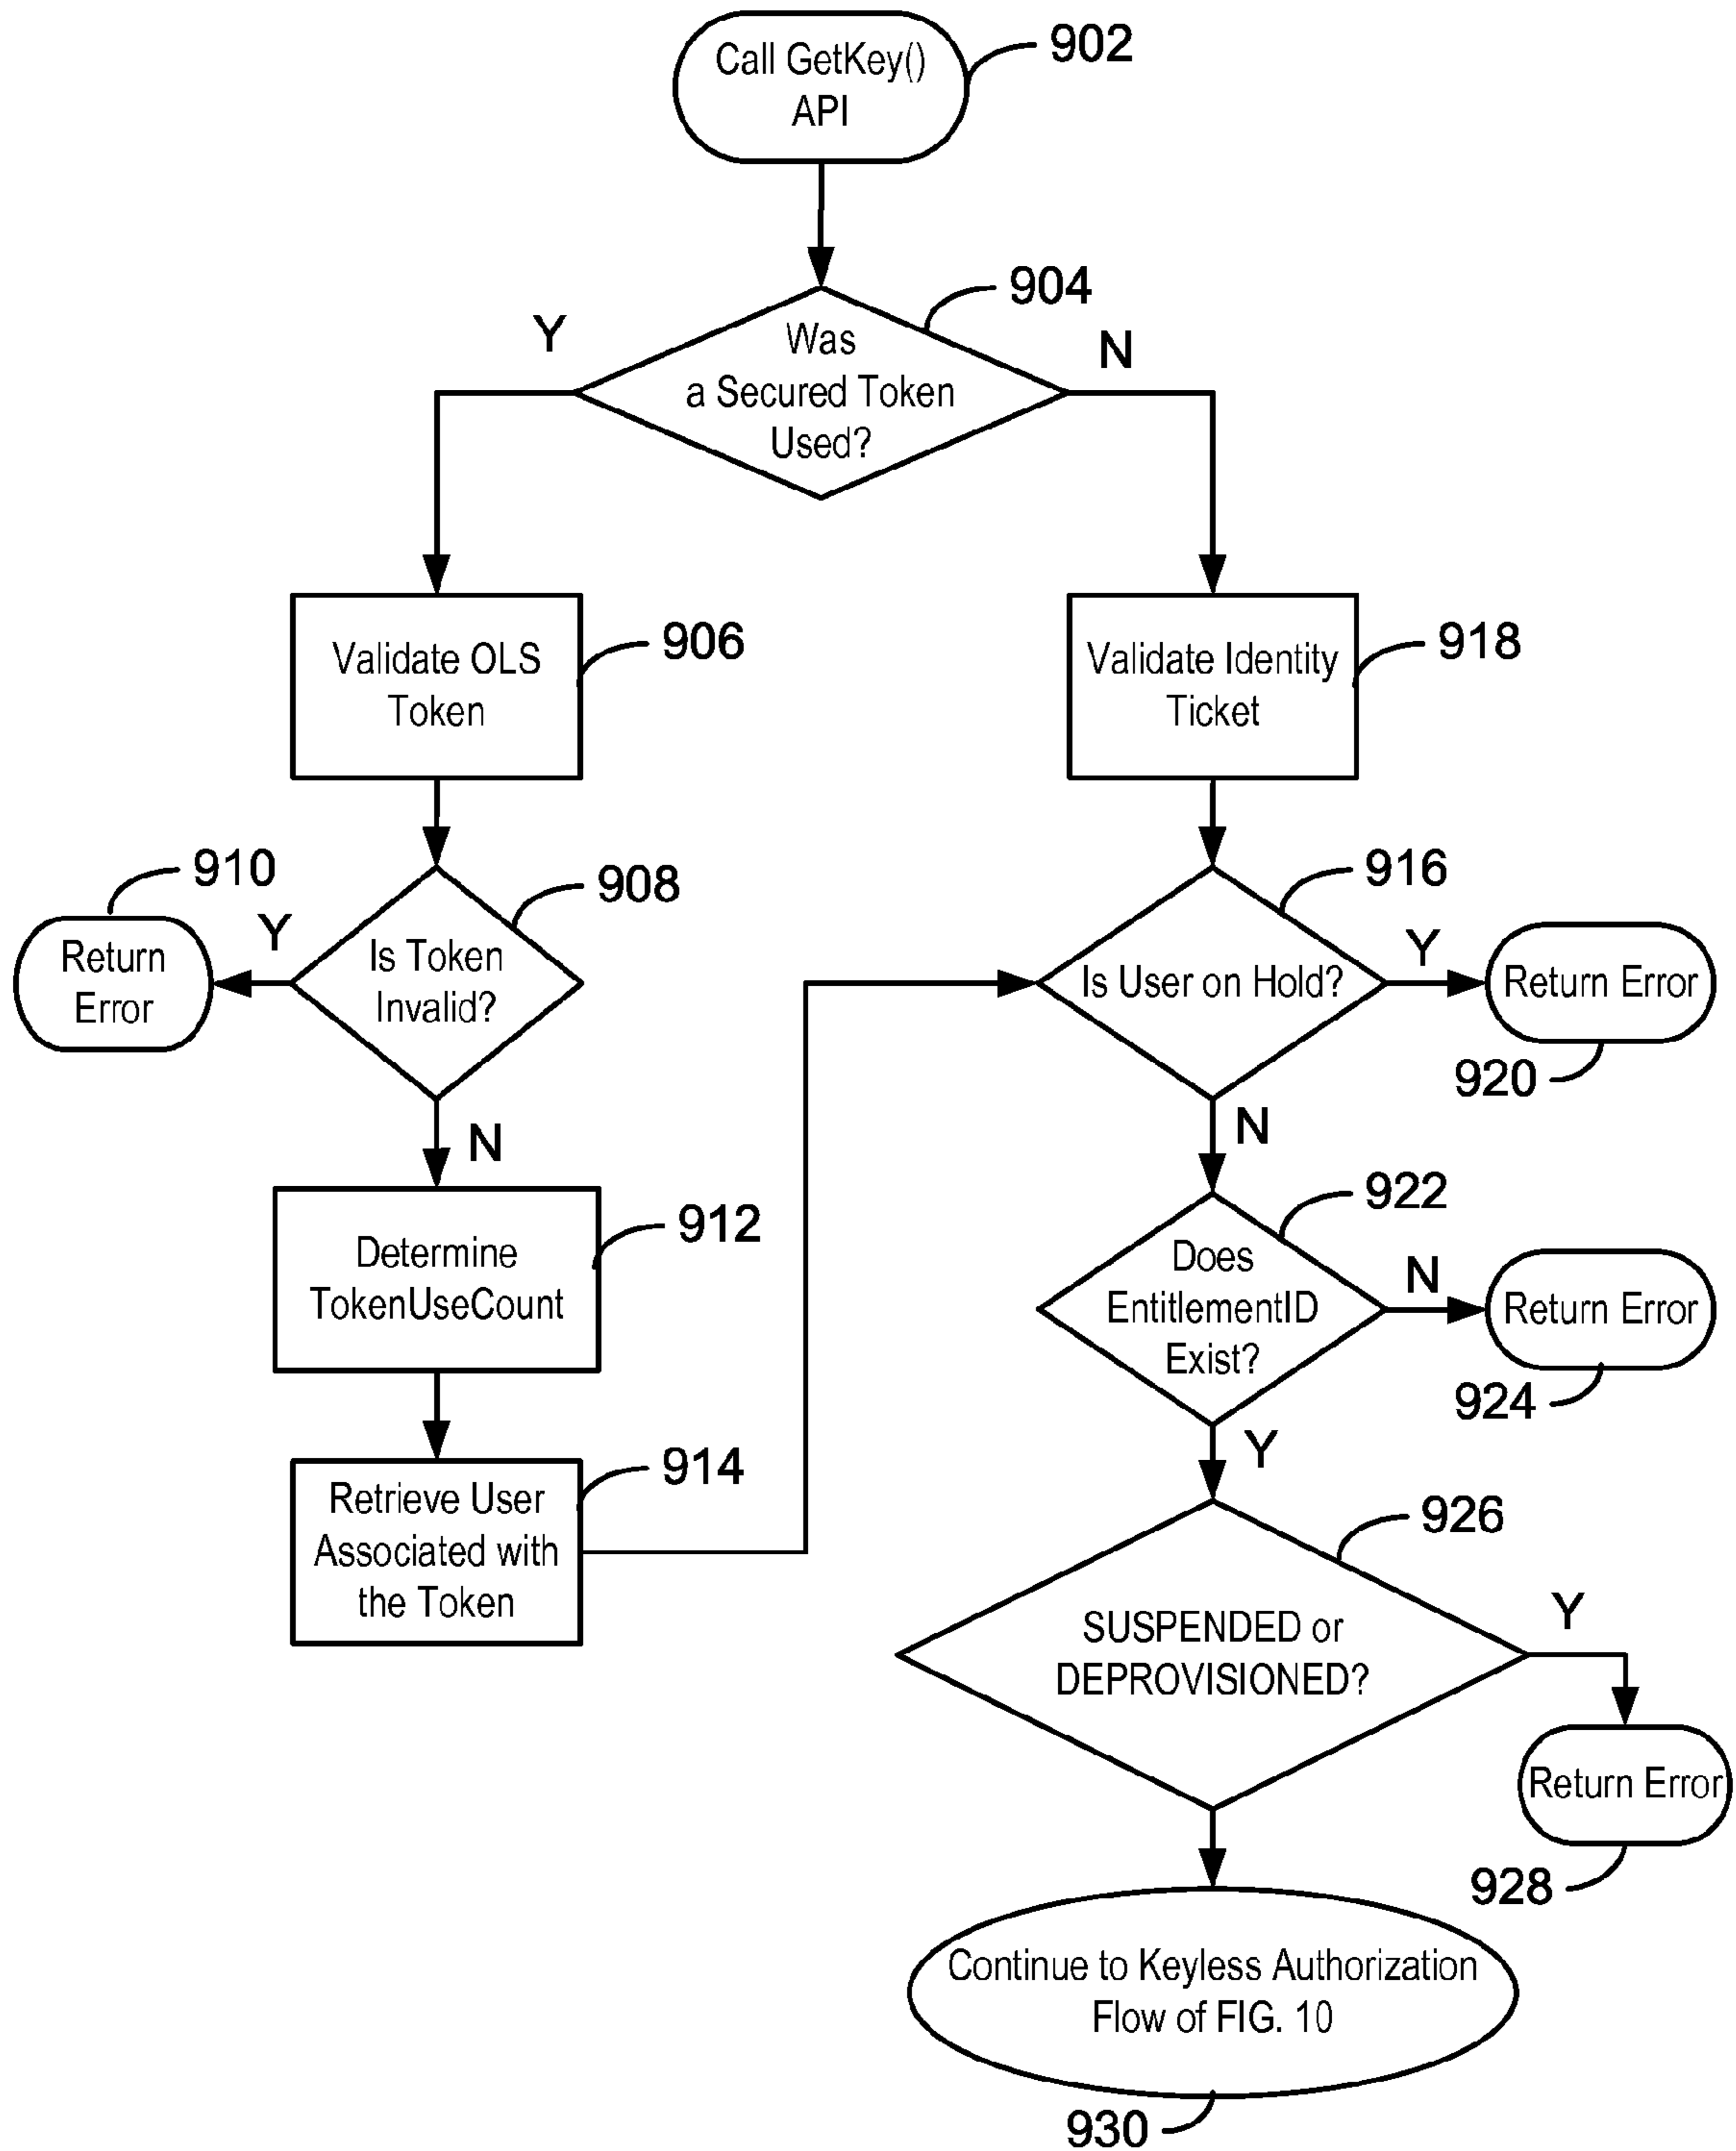 Call GetKey()
API
902
Was
a Secured Token
Used?
904
Y
N
Validate OLS
Token
906
Validate Identity
Ticket
918
910
Return
Error
Y
Is Token
Invalid?
908
N
916
Is User on Hold?
Y
Return Error
920
N
Determine
TokenUseCount
912
922
Does
EntitlementID
Exist?
N
Return Error
924
Y
Retrieve User
Associated with
the Token
914
926
SUSPENDED or
DEPROVISIONED?
Y
Return Error
928
Continue to Keyless Authorization
Flow of FIG. 10
930